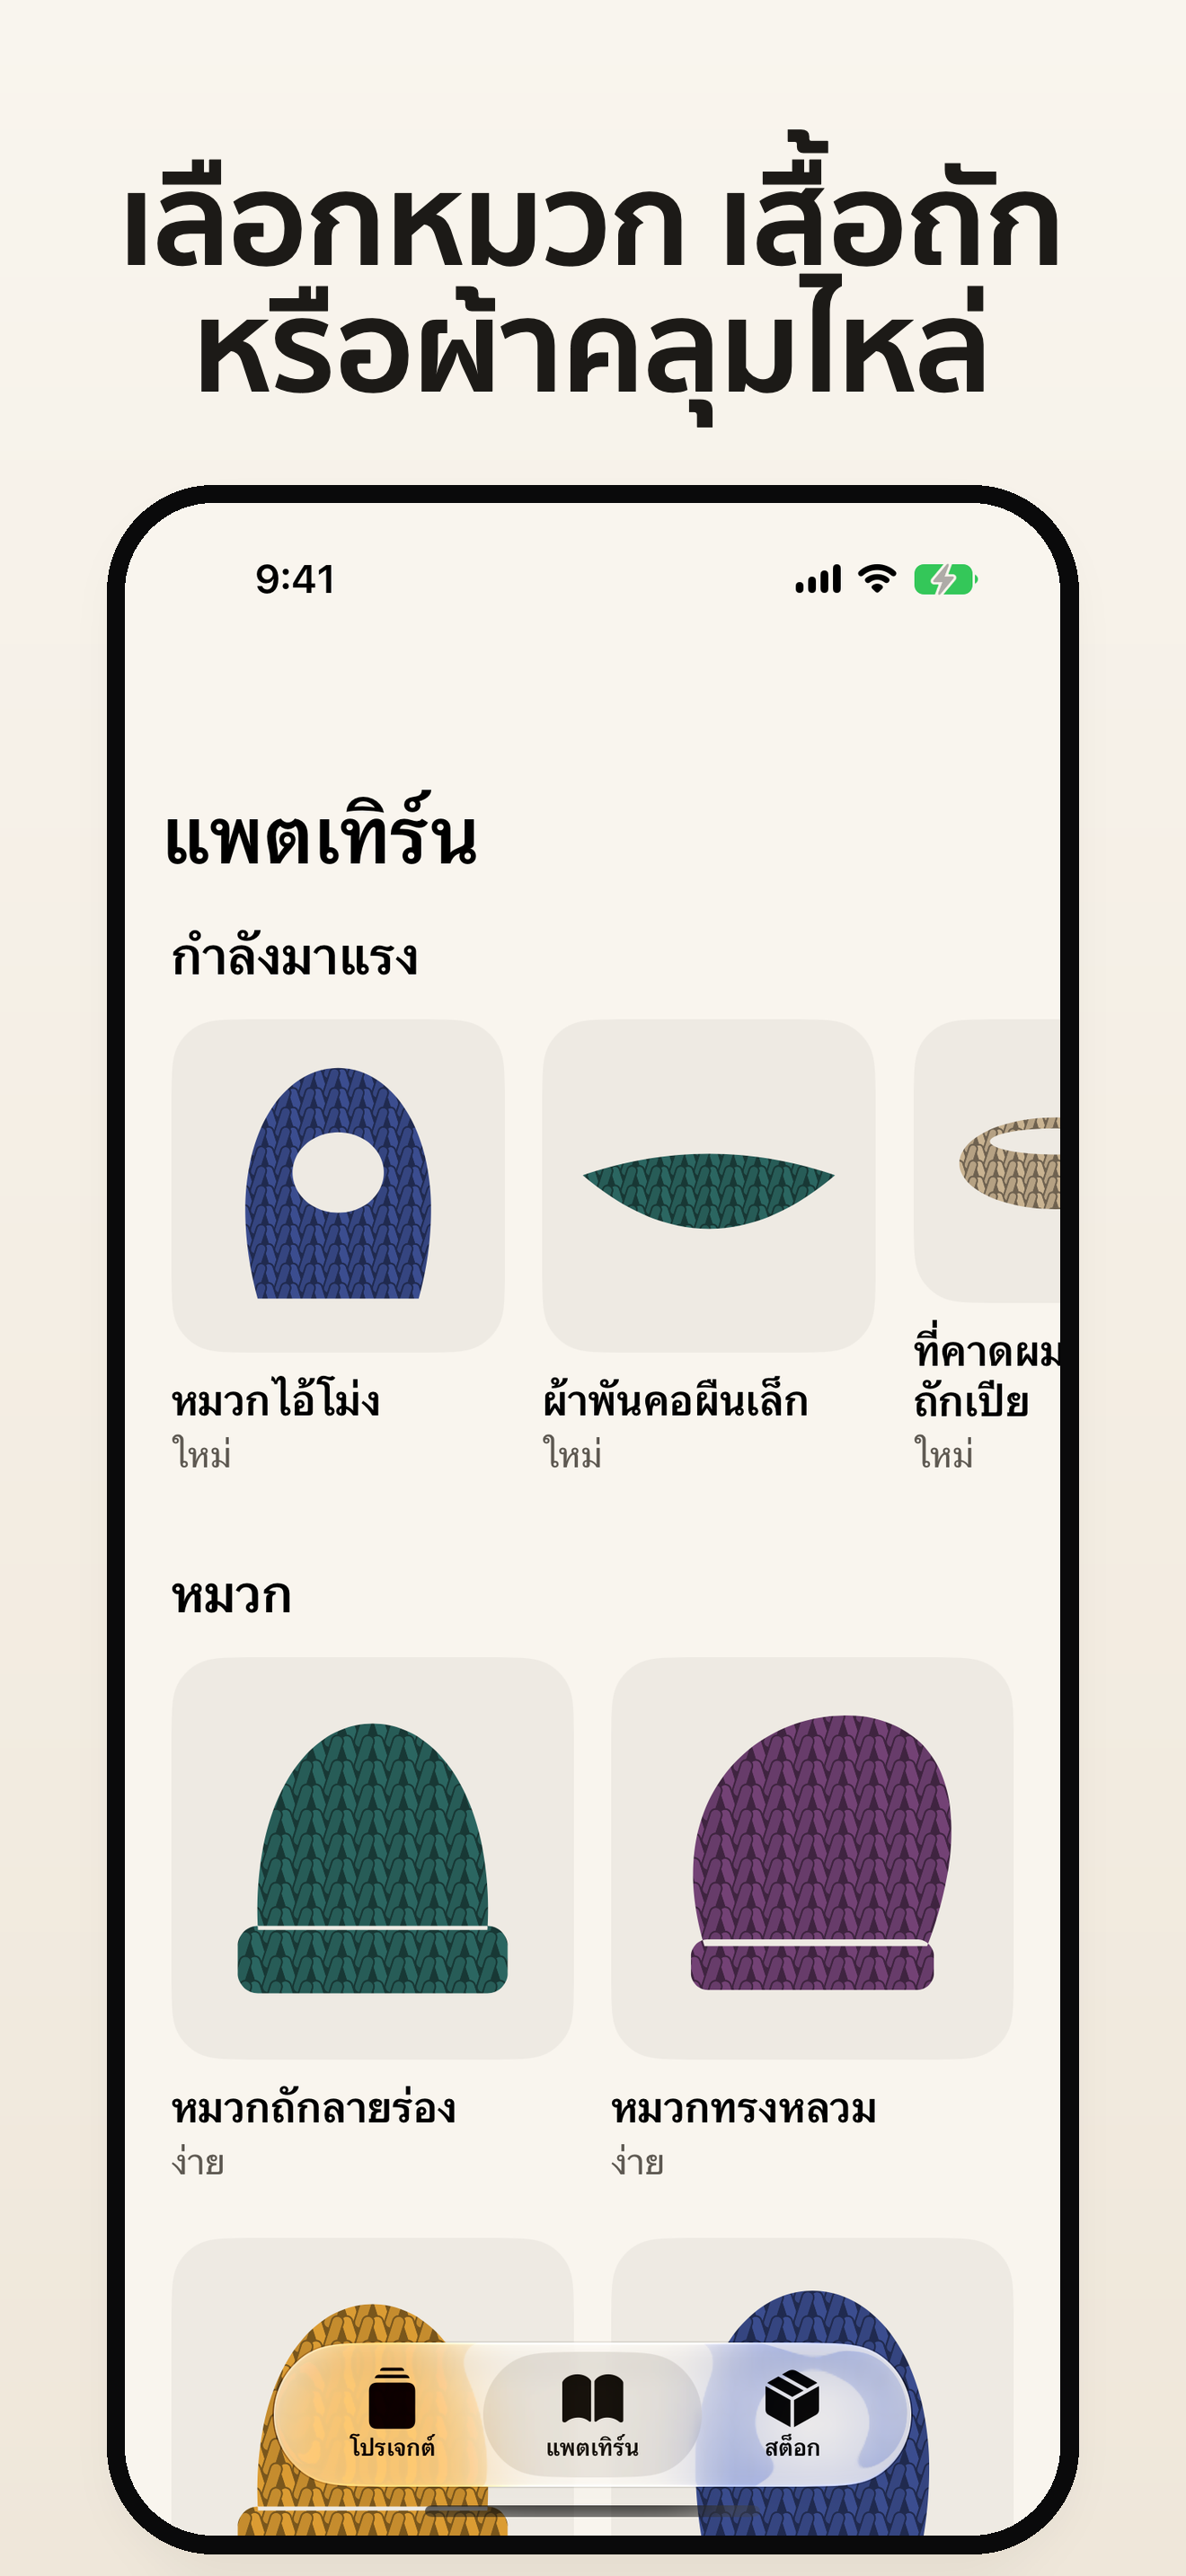 เลือกหมวก เสื้อถัก
หรือผ้าคลุมไหล่
9:41
แพตเทิร์น
กำลังมาแรง
หมวกไอ้โม่ง
ใหม่
ผ้าพันคอผืนเล็ก
ใหม่
ที่คาดผม
ถักเปีย
ใหม่
หมวก
หมวกถักลายร่อง
ง่าย
หมวกทรงหลวม
ง่าย
โปรเจกต์
แพตเทิร์น
สต็อก